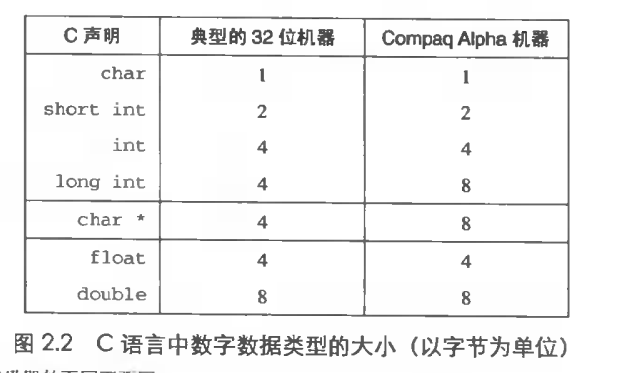 C 声明 典型的 32 位机器 Compaq Alpha 机器
char 1 1
short int 2 2
int 4 4
long int 4 8
char * 4 8
float 4 4
double 8 8
图 2.2 C 语言中数字数据类型的大小（以字节为单位）